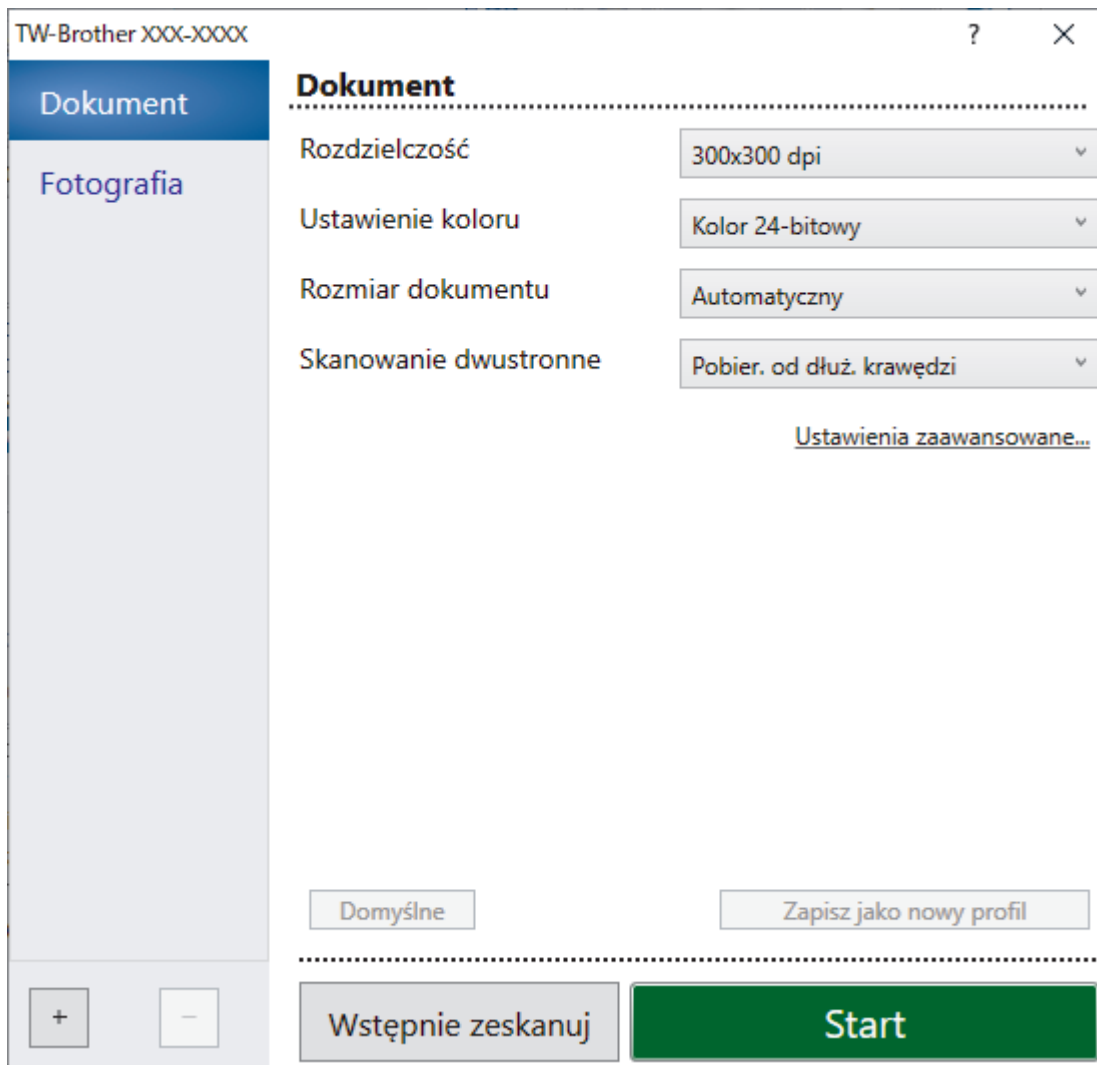 TW-Brother XXX-XXXX
?
Dokument
Fotografia
Dokument
Rozdzielczość
300x300 dpi
Ustawienie koloru
Kolor 24-bitowy
Rozmiar dokumentu
Automatyczny
Skanowanie dwustronne
Pobier. od dłuż. krawędzi
Ustawienia zaawansowane...
Domyślne
Zapisz jako nowy profil
+
−
Wstępnie zeskanuj
Start